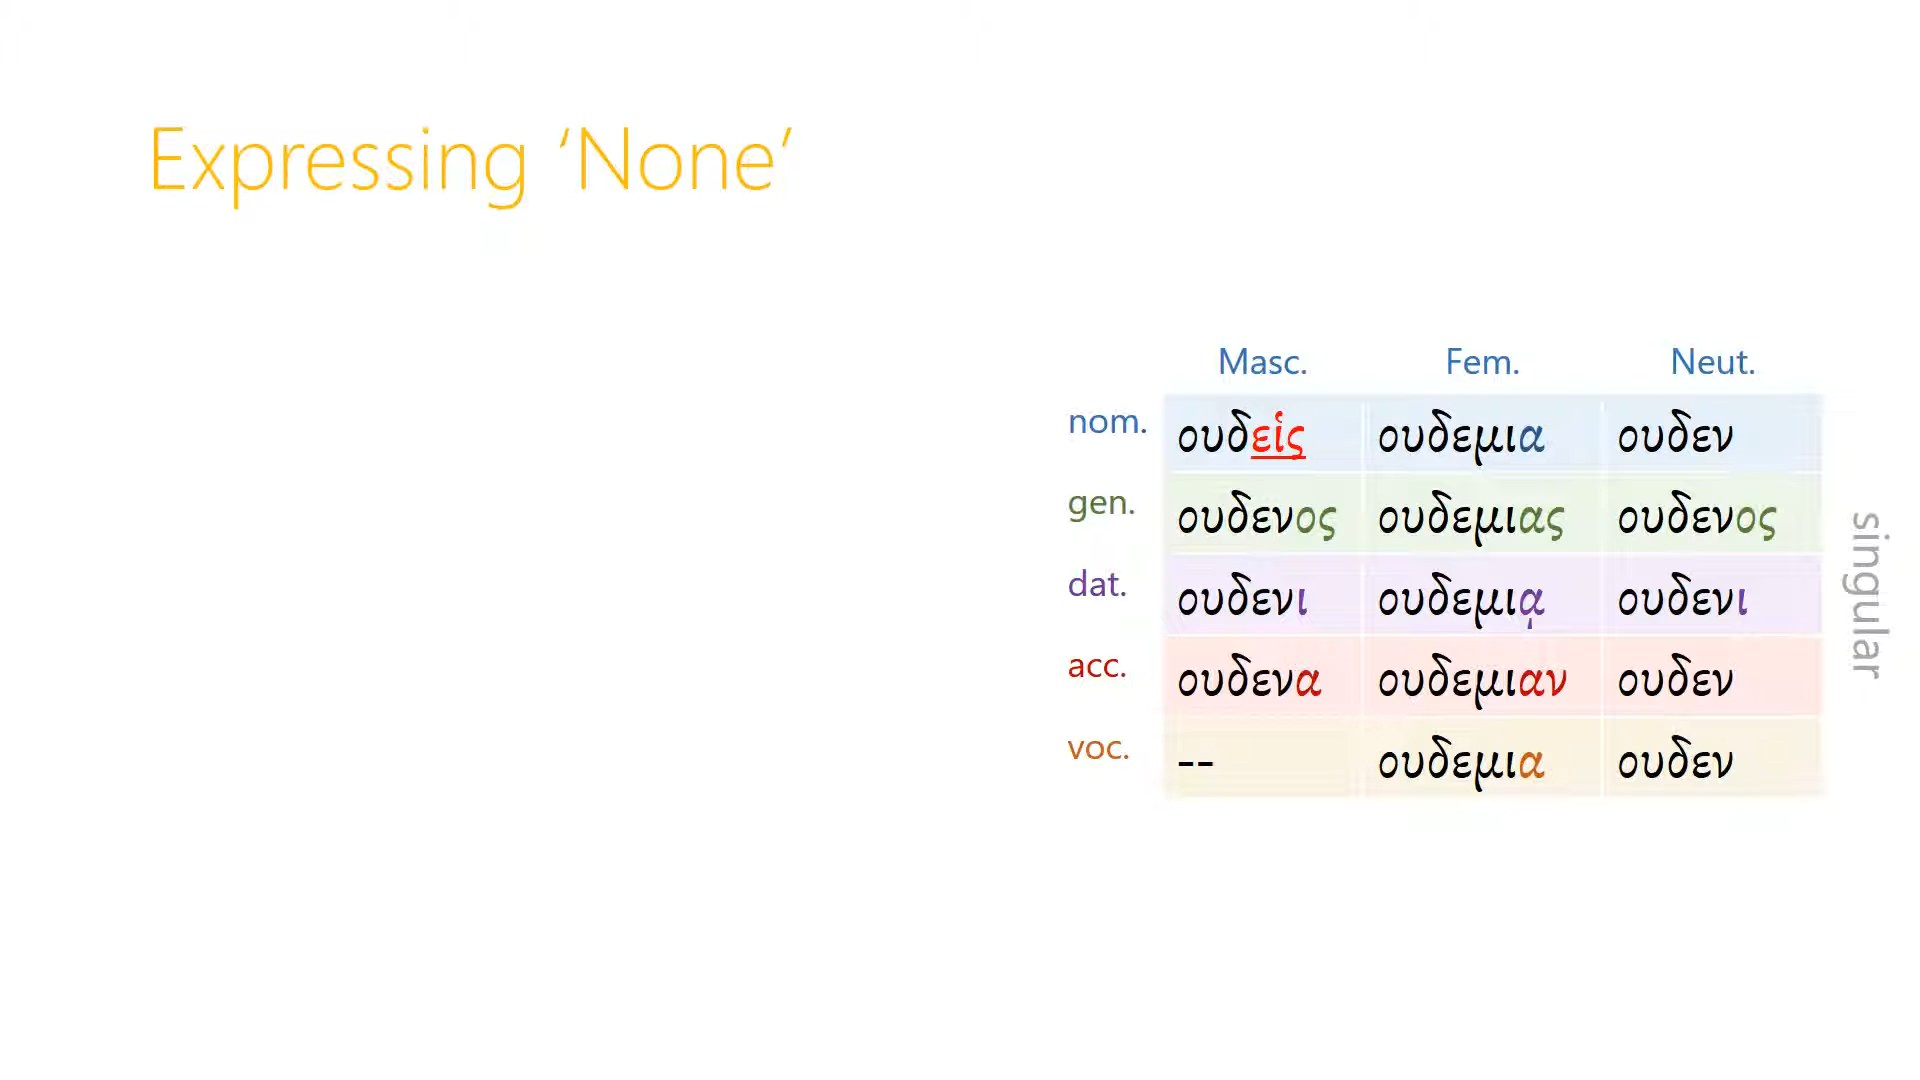 Expressing ‘None’
Masc. Fem. Neut.
nom. ουδεἱς ουδεμια ουδεν
gen. ουδενος ουδεμιας ουδενος
dat. ουδενι ουδεμιᾳ ουδενι
acc. ουδενα ουδεμιαν ουδεν
voc. -- ουδεμια ουδεν
singular